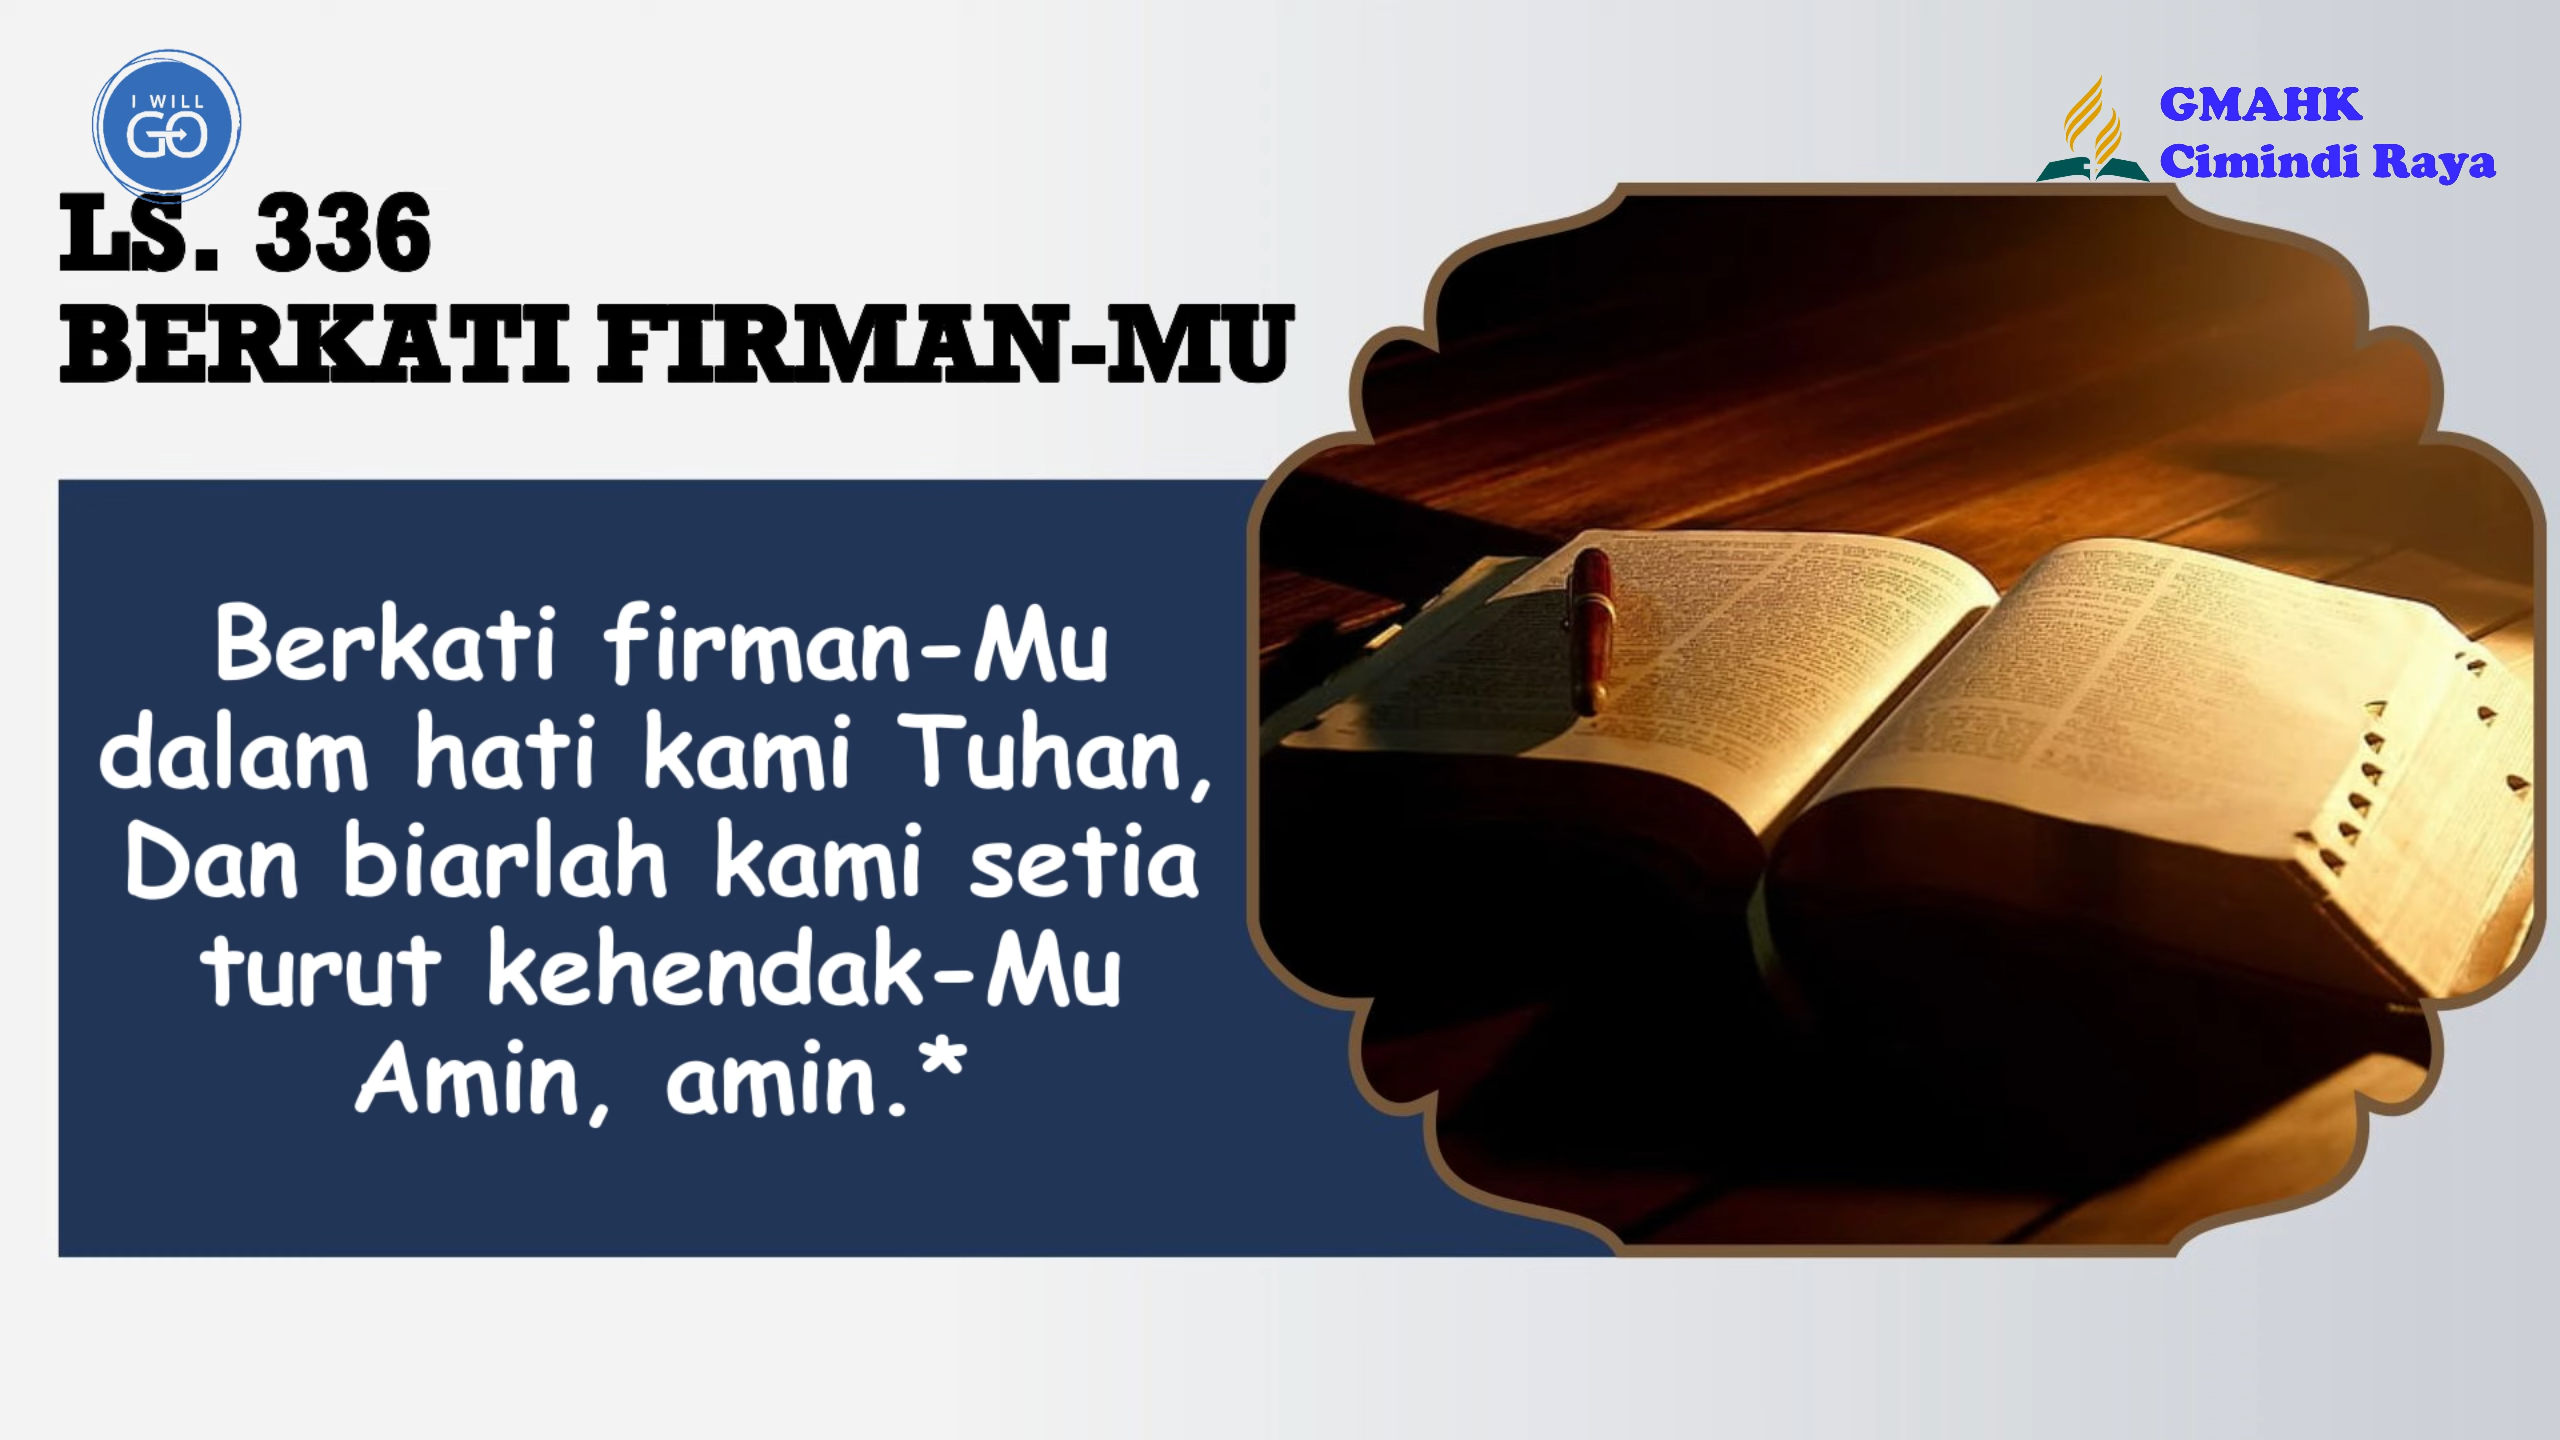 I WILL
GO
GMAHK
Cimindi Raya
LS. 336
BERKATI FIRMAN-MU
Berkati firman-Mu
dalam hati kami Tuhan,
Dan biarlah kami setia
turut kehendak-Mu
Amin, amin.*